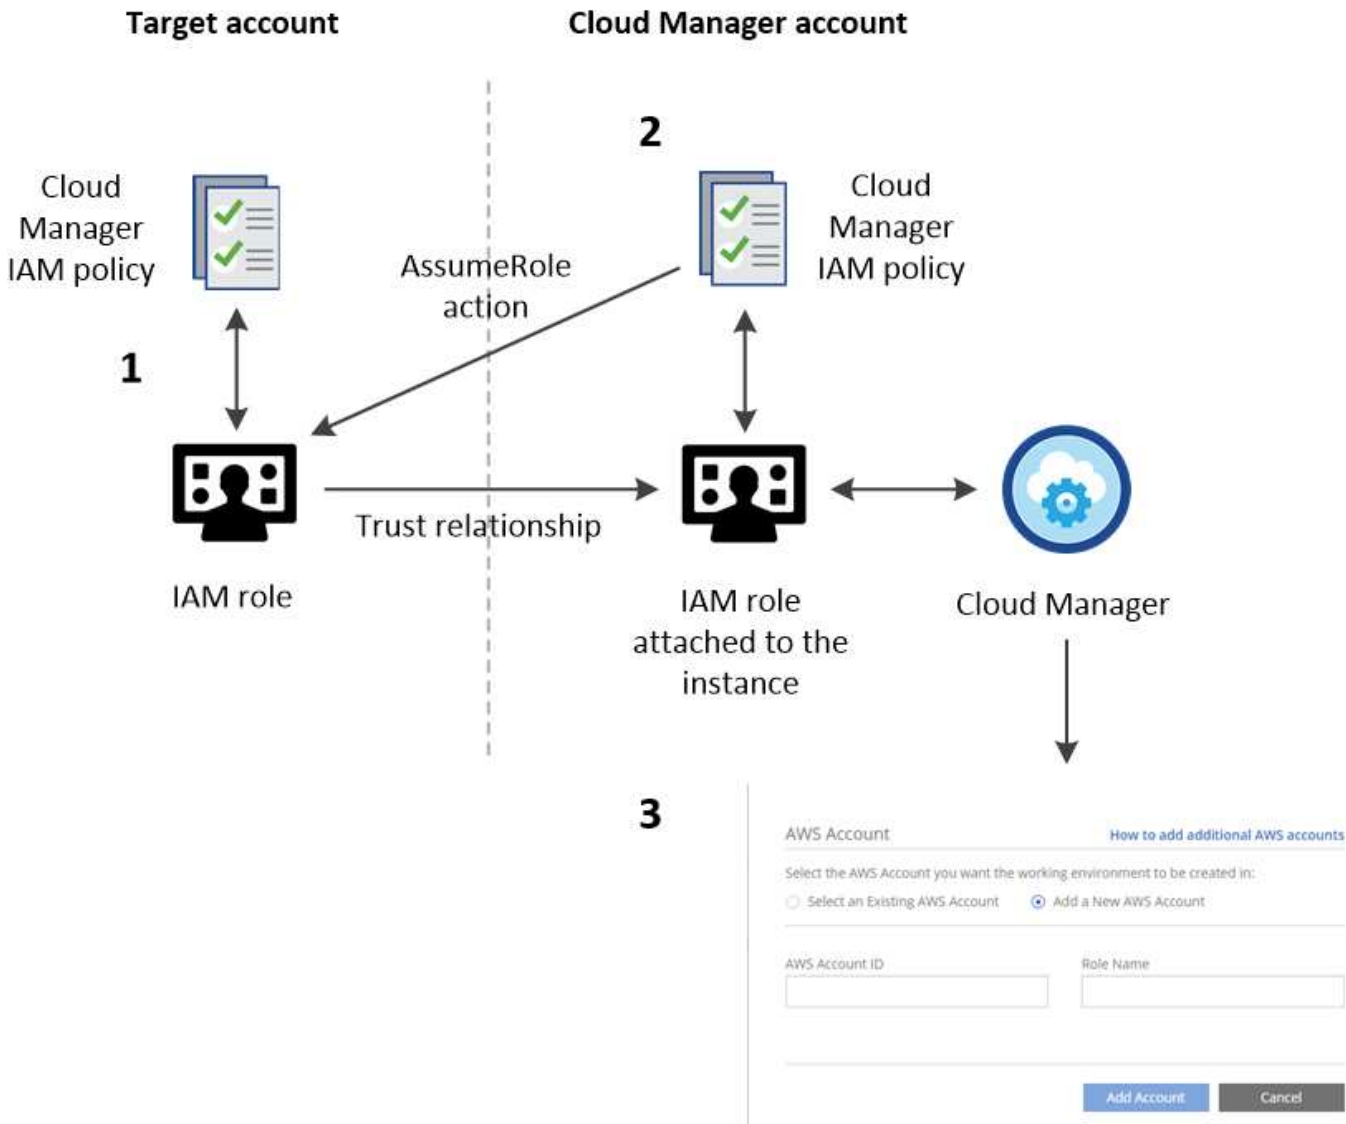 Target account
Cloud Manager account
2
Cloud
Manager
IAM policy
Cloud
Manager
IAM policy
AssumeRole
action
1
Trust relationship
IAM role
IAM role
attached to the
instance
Cloud Manager
3
AWS Account
How to add additional AWS accounts
Select the AWS Account you want the working environment to be created in:
Select an Existing AWS Account
Add a New AWS Account
AWS Account ID
Role Name
Add Account
Cancel